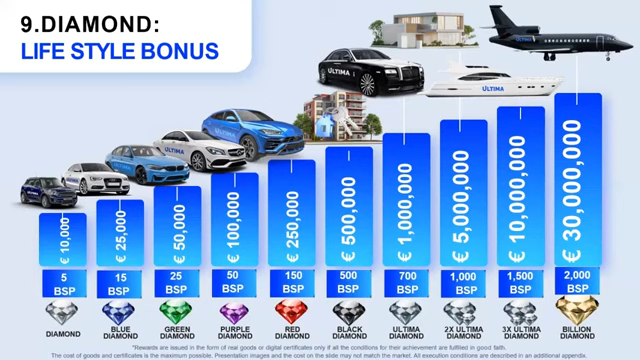 9.DIAMOND:
LIFE STYLE BONUS
ULTIMA
ULTIMA
ULTIMA
ULTIMA
€ 10,000
€ 25,000
€ 50,000
€ 100,000
€ 250,000
€ 500,000
€ 1,000,000
€ 5,000,000
€ 10,000,000
€ 30,000,000
5 BSP
15 BSP
25 BSP
50 BSP
150 BSP
500 BSP
700 BSP
1,000 BSP
1,500 BSP
2,000 BSP
DIAMOND
BLUE DIAMOND
GREEN DIAMOND
PURPLE DIAMOND
RED DIAMOND
BLACK DIAMOND
ULTIMA DIAMOND
2X ULTIMA DIAMOND
3X ULTIMA DIAMOND
BILLION DIAMOND
"Rewards are issued in the form of real goods or digital certificates only if all the conditions for their achievement are fulfilled in good faith.
The cost of goods and certificates is the maximum possible. Presentation images and the cost on the slide may not match the market. All execution conditions are described in an additional appendix.